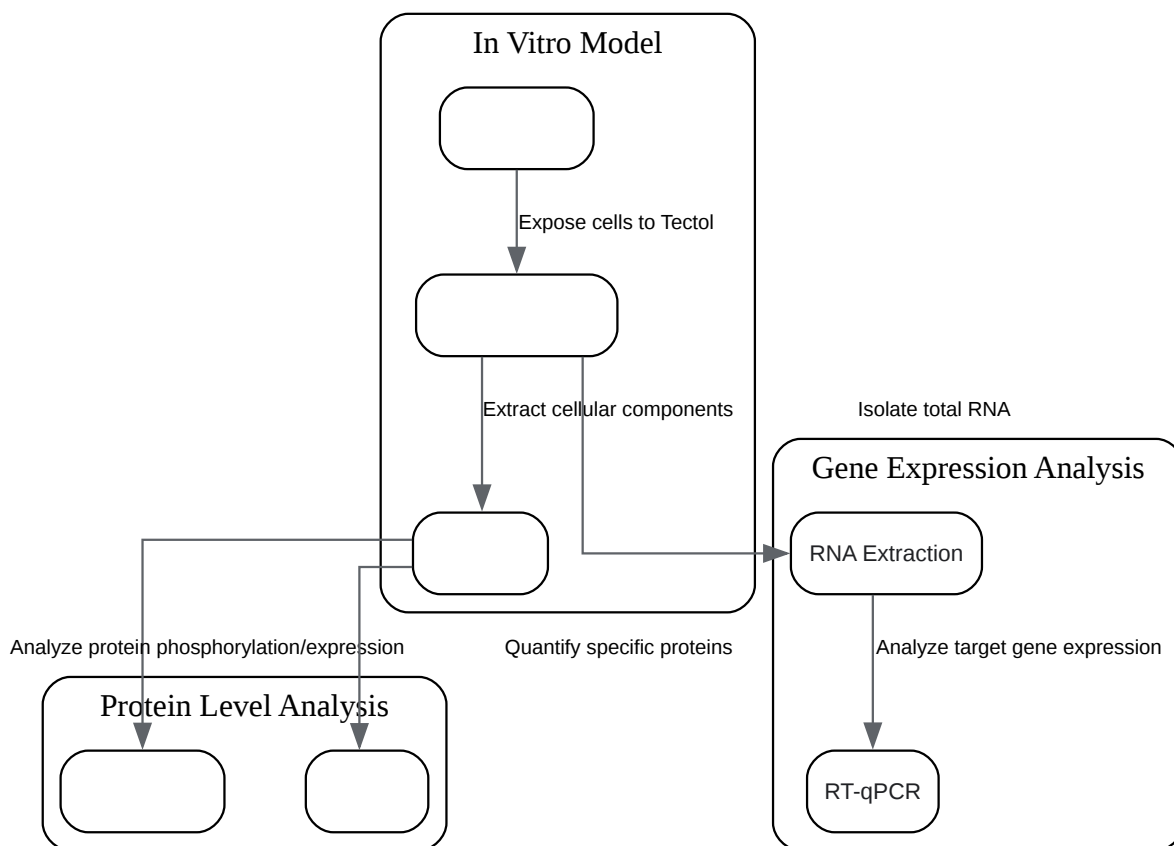 In Vitro Model
Expose cells to Tectol
Extract cellular components
Isolate total RNA
Gene Expression Analysis
RNA Extraction
Analyze protein phosphorylation/expression
Quantify specific proteins
Analyze target gene expression
Protein Level Analysis
RT-qPCR